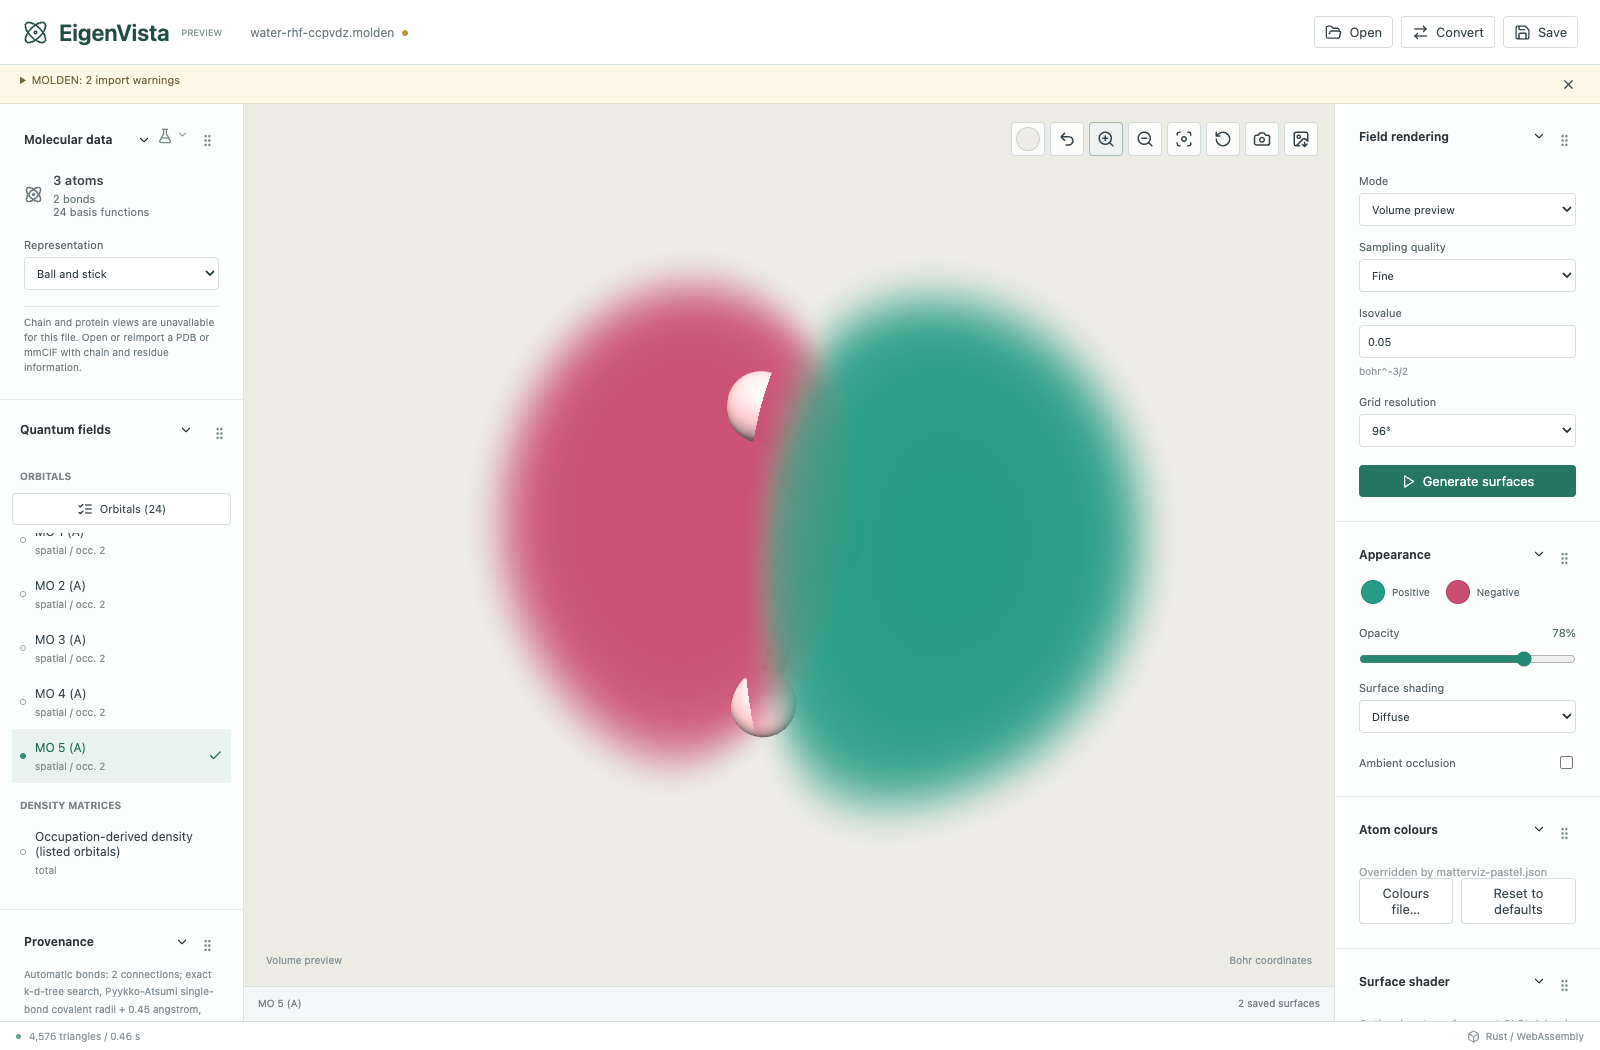 EigenVista
PREVIEW
water-rhf-ccpvdz.molden
Open
Convert
Save
MOLDEN: 2 import warnings
Molecular data
3 atoms
2 bonds
24 basis functions
Representation
Ball and stick
Chain and protein views are unavailable
for this file. Open or reimport a PDB or
mmCIF with chain and residue
information.
Quantum fields
ORBITALS
Orbitals (24)
MO 1 (A)
spatial / occ. 2
MO 2 (A)
spatial / occ. 2
MO 3 (A)
spatial / occ. 2
MO 4 (A)
spatial / occ. 2
MO 5 (A)
spatial / occ. 2
DENSITY MATRICES
Occupation-derived density
(listed orbitals)
total
Provenance
Automatic bonds: 2 connections; exact
k-d-tree search, Pyykko-Atsumi single-
bond covalent radii + 0.45 angstrom,
Volume preview
Bohr coordinates
MO 5 (A)
2 saved surfaces
Field rendering
Mode
Volume preview
Sampling quality
Fine
Isovalue
0.05
bohr^-3/2
Grid resolution
96³
Generate surfaces
Appearance
Positive
Negative
Opacity
78%
Surface shading
Diffuse
Ambient occlusion
Atom colours
Overridden by matterviz-pastel.json
Colours
file...
Reset to
defaults
Surface shader
4,576 triangles / 0.46 s
Rust / WebAssembly